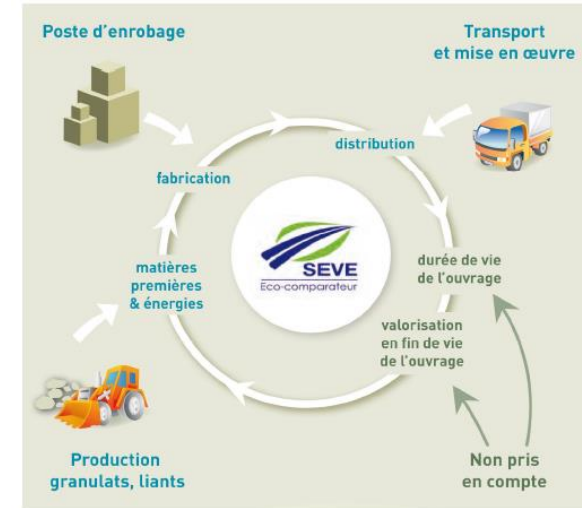 Poste d'enrobage
Transport
et mise en œuvre
distribution
fabrication
SEVE
Eco-comparateur
matières
premières
& énergies
durée de vie
de l'ouvrage
valorisation
en fin de vie
de l'ouvrage
Production
granulats, liants
Non pris
en compte